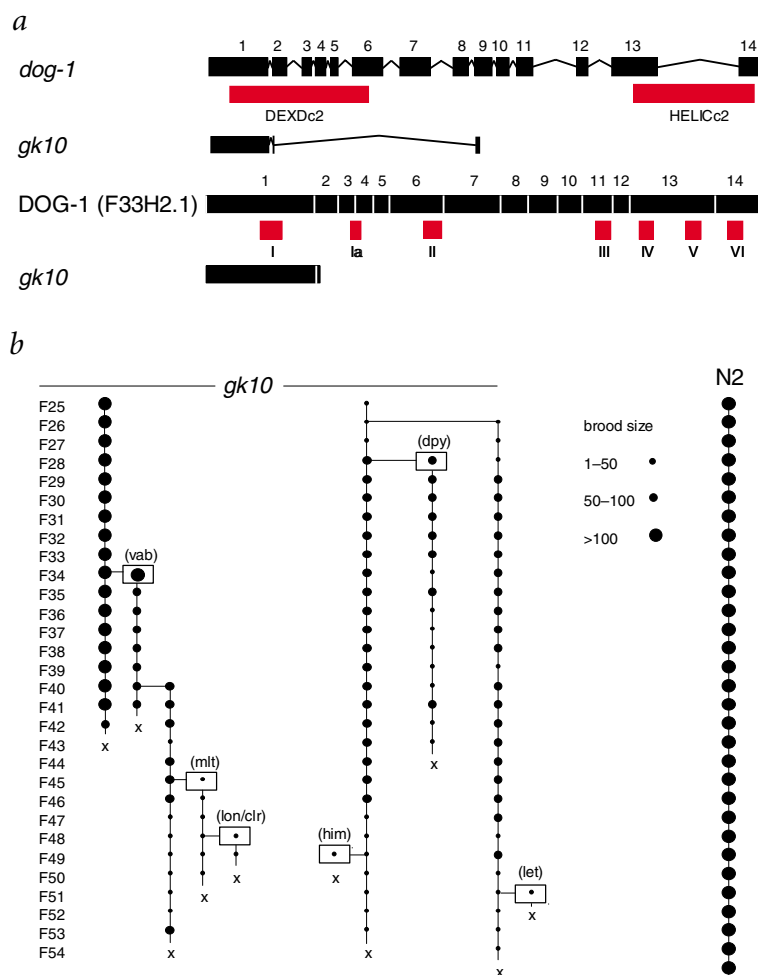 a
1 2 3 4 5 6 7 8 9 10 11 12 13 14
dog-1
DEXDc2 HELICc2
gk10
1 2 3 4 5 6 7 8 9 10 11 12 13 14
DOG-1 (F33H2.1)
I Ia II III IV V VI
gk10
b
gk10 N2
F25
F26 brood size
F27 (dpy)
F28 1–50
F29
F30 50–100
F31
F32 >100
F33 (vab)
F34
F35
F36
F37
F38
F39
F40
F41
F42 x
F43 x x
F44 (mlt) x
F45
F46
F47 (lon/clr)
F48 (him)
F49
F50 x x (let)
F51 x
F52 x
F53
F54 x x
x